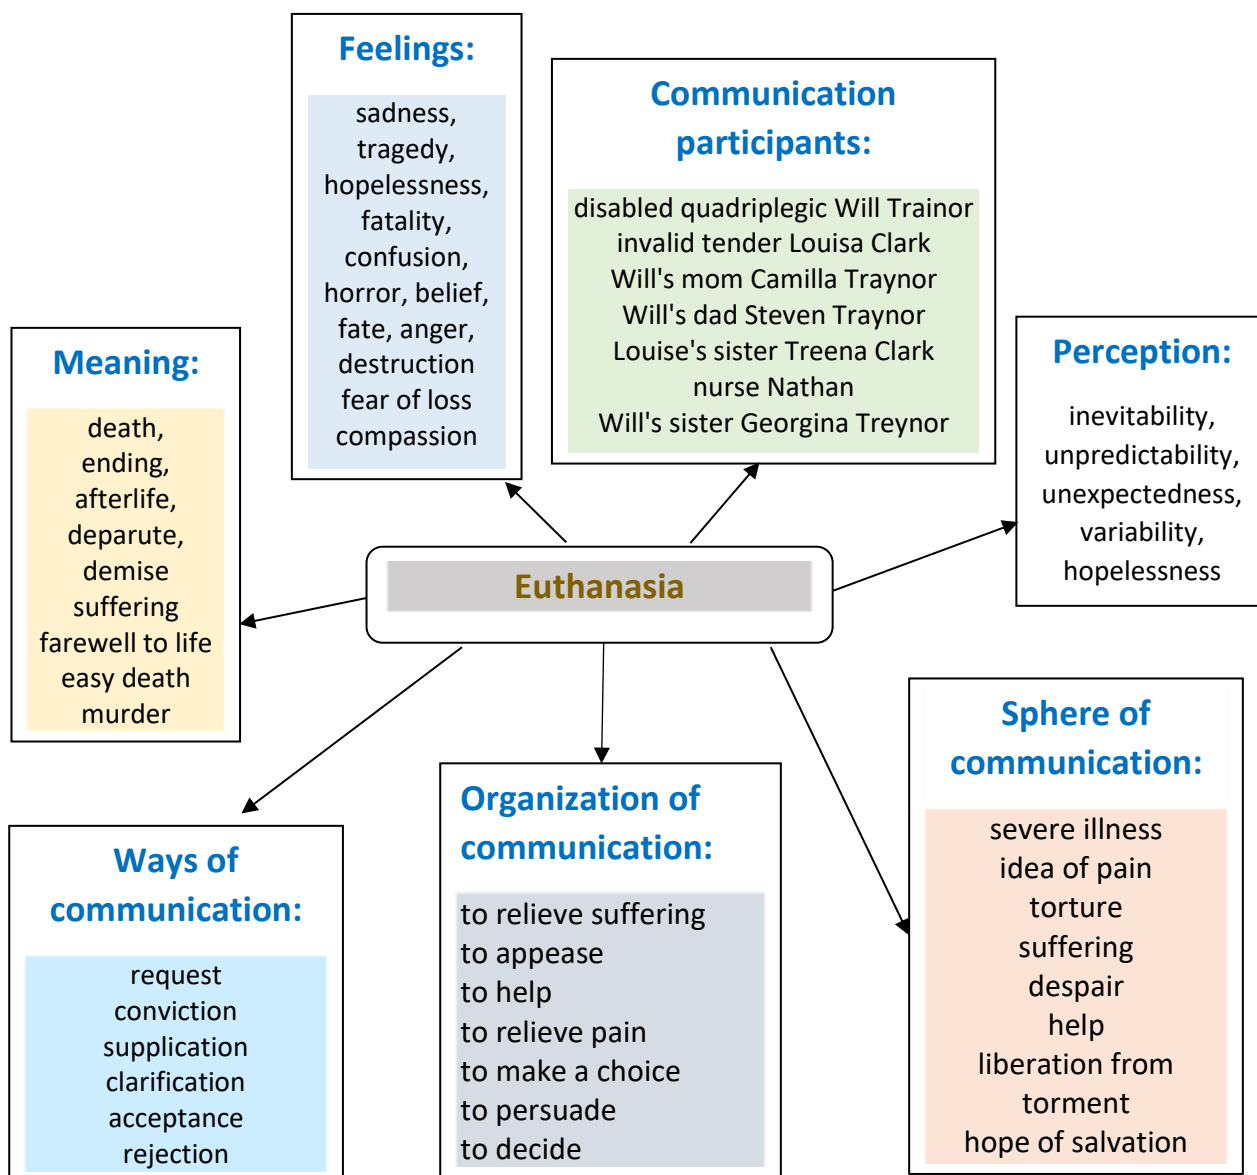 Feelings:
sadness,
tragedy,
hopelessness,
fatality,
confusion,
horror, belief,
fate, anger,
destruction
fear of loss
compassion
Communication
participants:
disabled quadriplegic Will Trainor
invalid tender Louisa Clark
Will's mom Camilla Traynor
Will's dad Steven Traynor
Louise's sister Treena Clark
nurse Nathan
Will's sister Georgina Treynor
Meaning:
death,
ending,
afterlife,
deparute,
demise
suffering
farewell to life
easy death
murder
Perception:
inevitability,
unpredictability,
unexpectedness,
variability,
hopelessness
Euthanasia
Ways of
communication:
request
conviction
supplication
clarification
acceptance
rejection
Organization of
communication:
to relieve suffering
to appease
to help
to relieve pain
to make a choice
to persuade
to decide
Sphere of
communication:
severe illness
idea of pain
torture
suffering
despair
help
liberation from
torment
hope of salvation